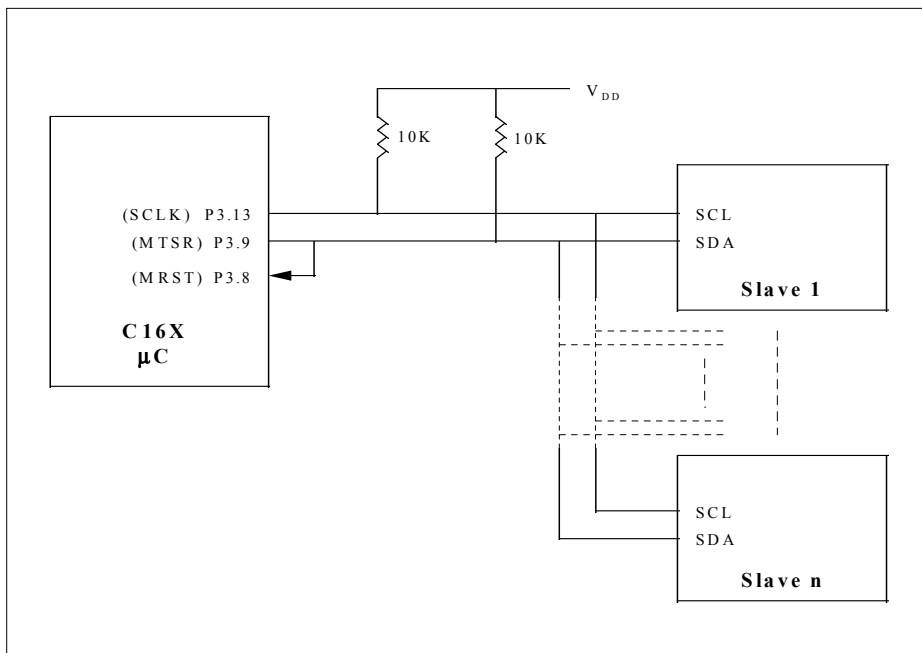 V_DD
10K
10K
(SCLK) P3.13
(MTSR) P3.9
(MRST) P3.8
C16X
μC
SCL
SDA
Slave 1
SCL
SDA
Slave n